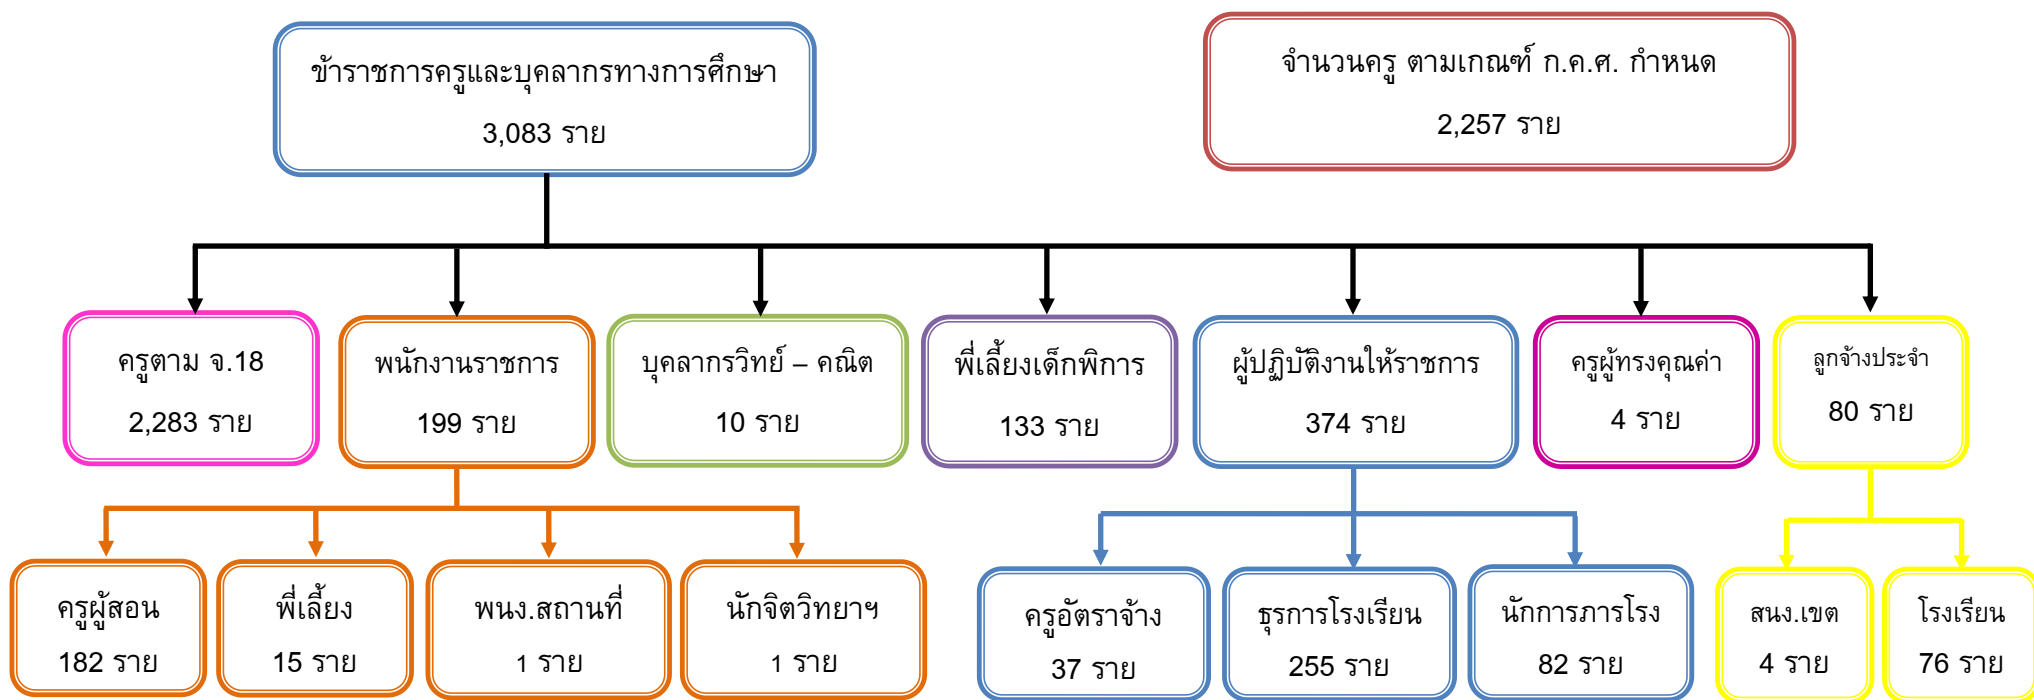 ข้าราชการครูและบุคลากรทางการศึกษา
3,083 ราย
จำนวนครู ตามเกณฑ์ ก.ค.ศ. กำหนด
2,257 ราย
ครูตาม จ.18
2,283 ราย
พนักงานราชการ
199 ราย
บุคลากรวิทย์ – คณิต
10 ราย
พี่เลี้ยงเด็กพิการ
133 ราย
ผู้ปฏิบัติงานให้ราชการ
374 ราย
ครูผู้ทรงคุณค่า
4 ราย
ลูกจ้างประจำ
80 ราย
ครูผู้สอน
182 ราย
พี่เลี้ยง
15 ราย
พนง.สถานที่
1 ราย
นักจิตวิทยาฯ
1 ราย
ครูอัตราจ้าง
37 ราย
ธุรการโรงเรียน
255 ราย
นักการภารโรง
82 ราย
สนง.เขต
4 ราย
โรงเรียน
76 ราย